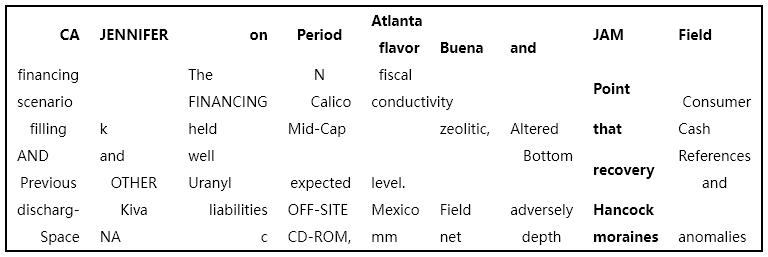 CA JENNIFER on Period Atlanta flavor Buena and JAM Field
financing The N fiscal Point
scenario FINANCING Calico conductivity Consumer
filling k held Mid-Cap zeolitic, Altered that Cash
AND and well Bottom recovery References
Previous OTHER Uranyl expected level. and
discharg- Kiva liabilities OFF-SITE Mexico Field adversely Hancock
Space NA c CD-ROM, mm net depth moraines anomalies